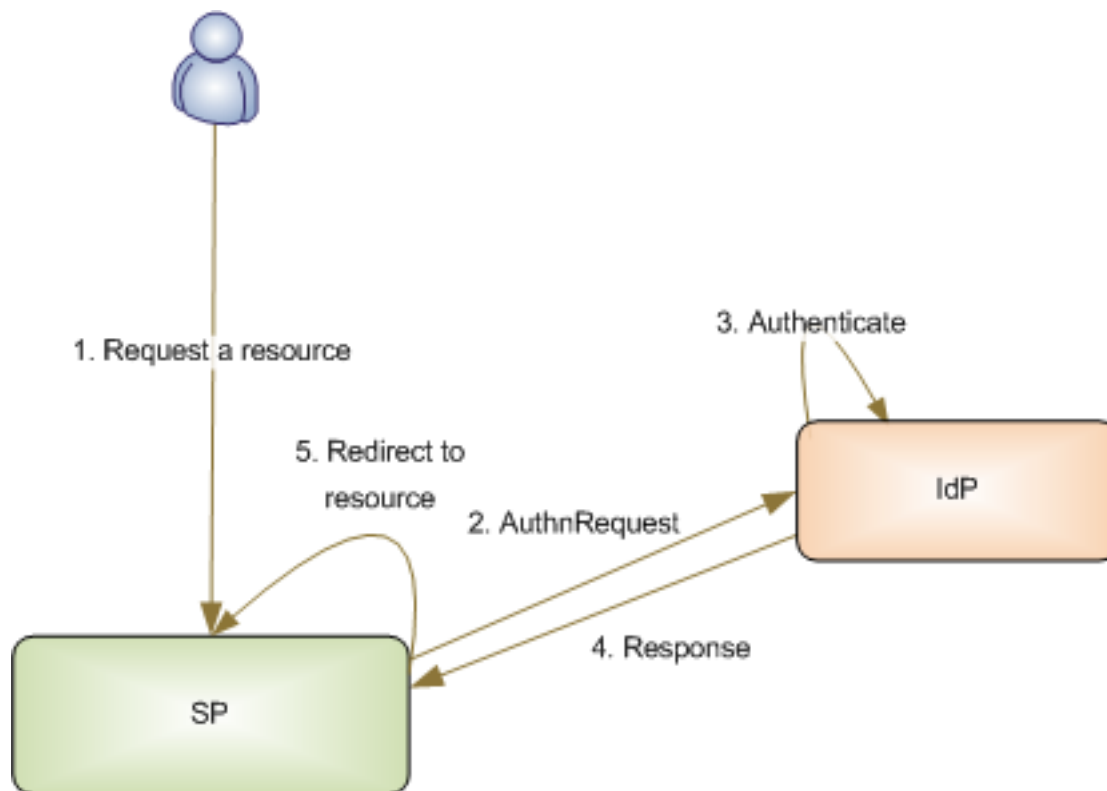 1. Request a resource
3. Authenticate
5. Redirect to
resource
2. AuthnRequest
IdP
4. Response
SP